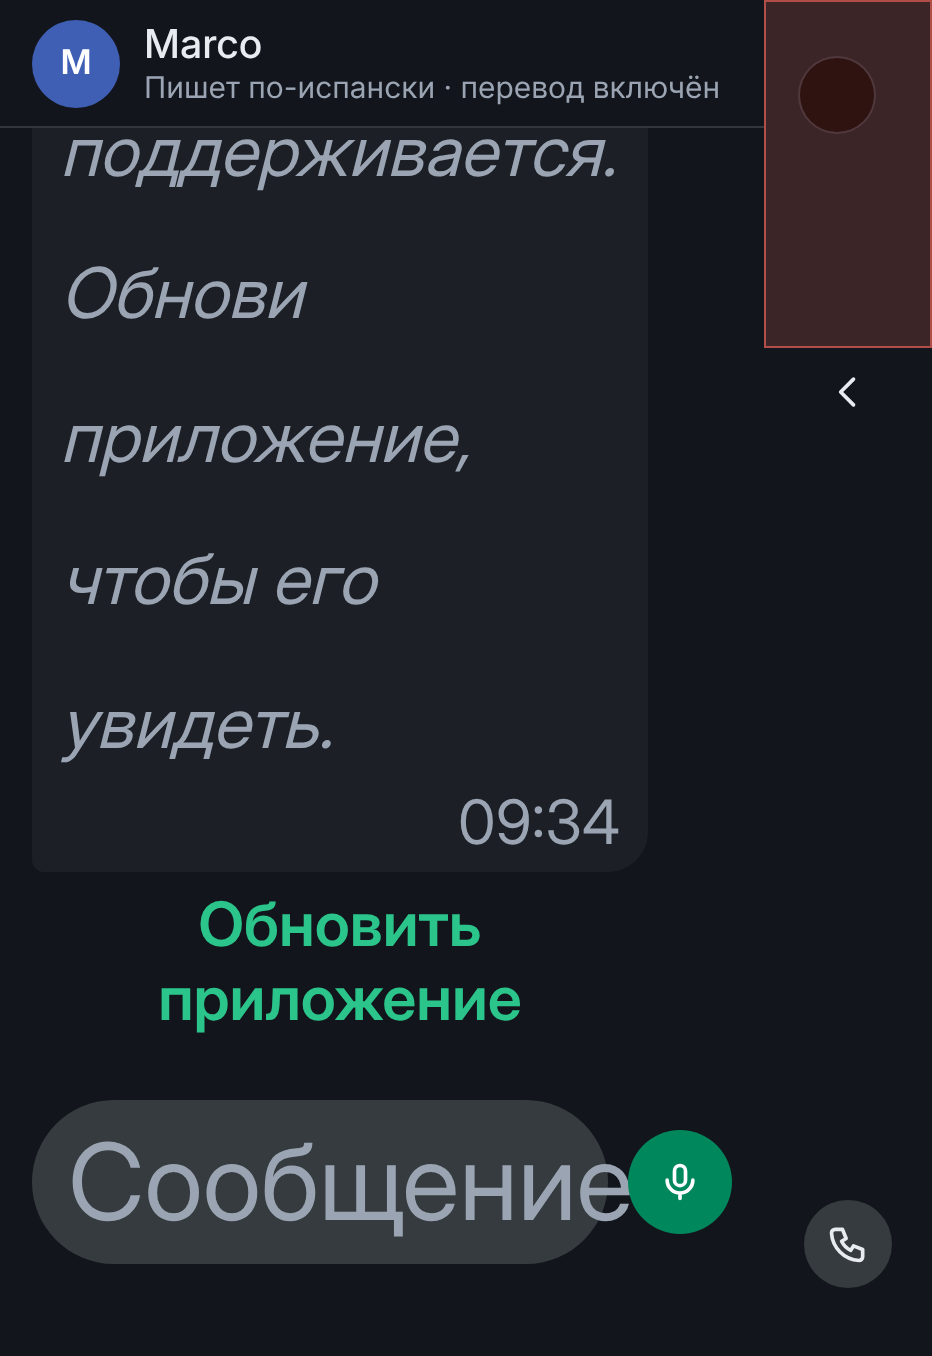 M
Marco
Пишет по-испански · перевод включён
поддерживается.
Обнови
приложение,
чтобы его
увидеть.
09:34
Обновить
приложение
Сообщение